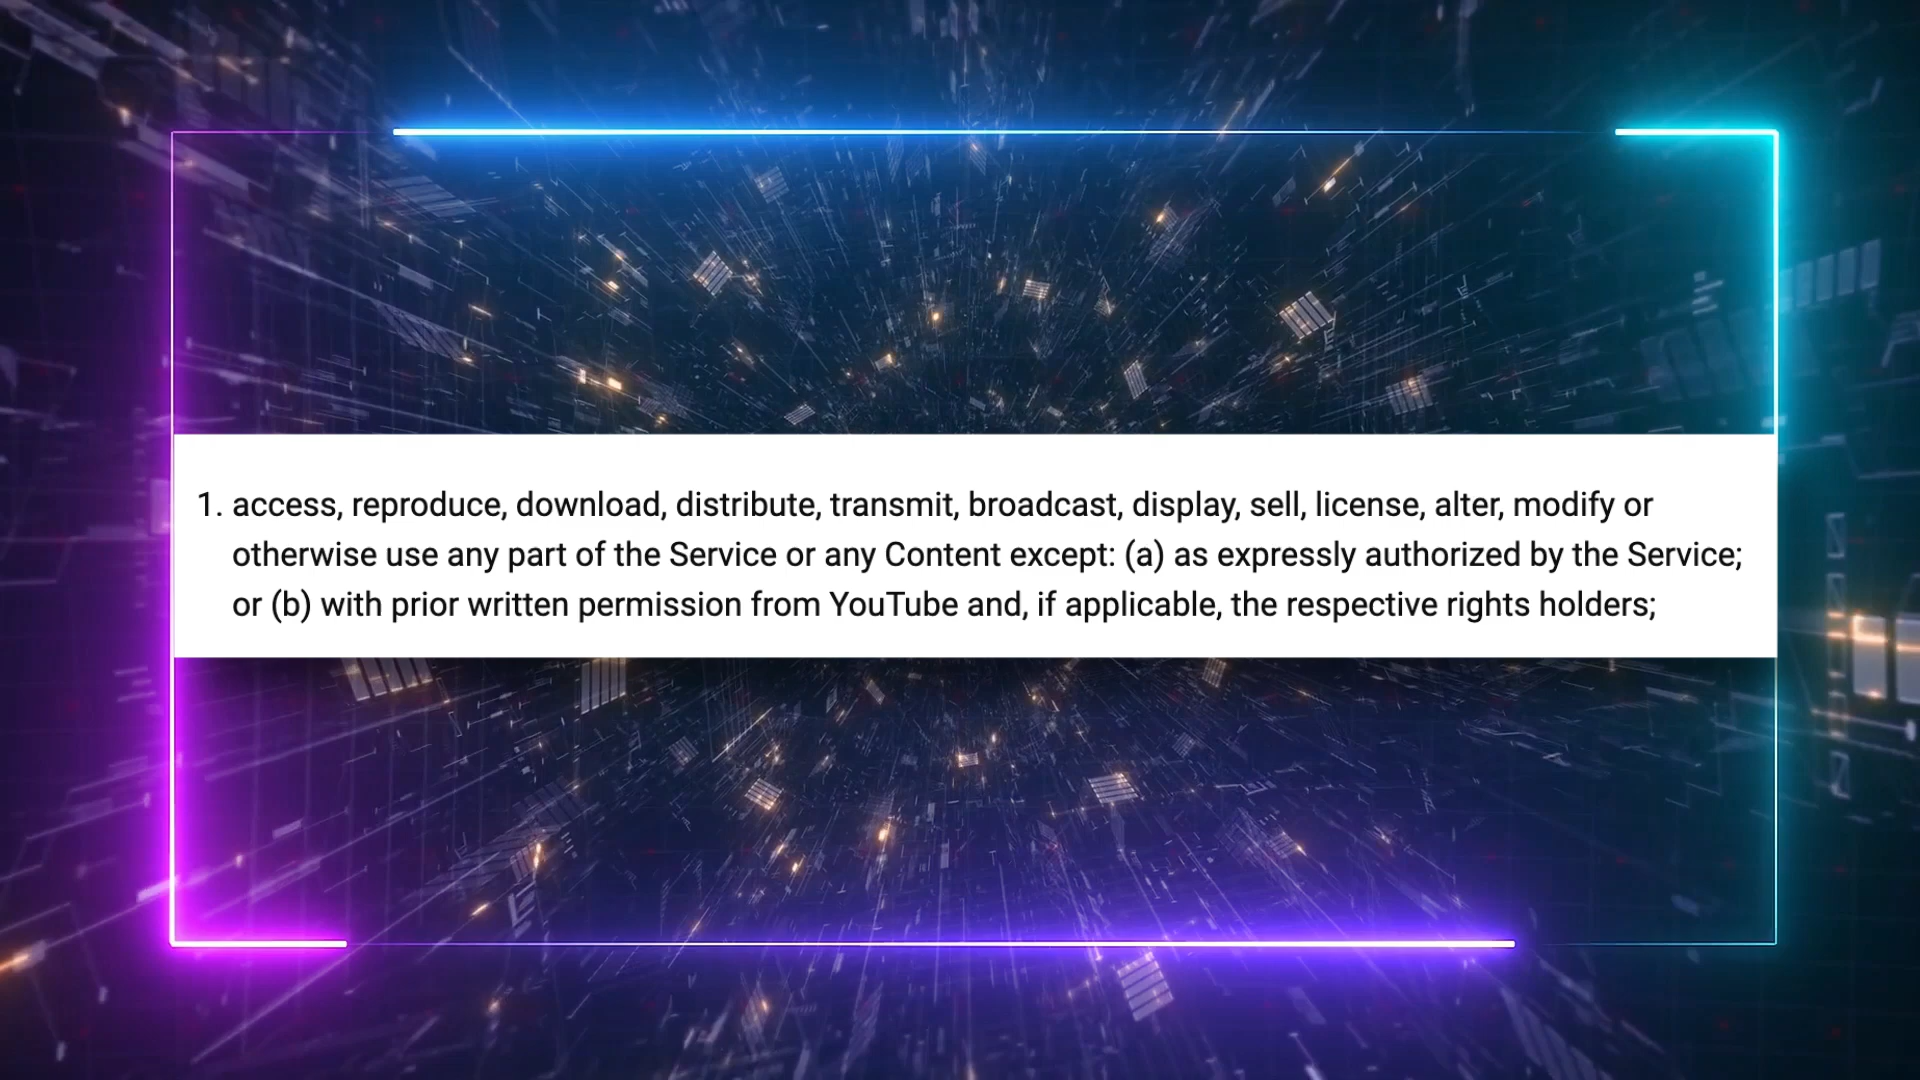 1. access, reproduce, download, distribute, transmit, broadcast, display, sell, license, alter, modify or
otherwise use any part of the Service or any Content except: (a) as expressly authorized by the Service;
or (b) with prior written permission from YouTube and, if applicable, the respective rights holders;